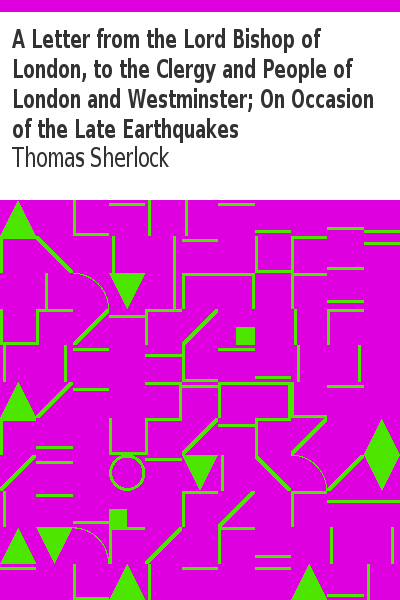 A Letter from the Lord Bishop of
London, to the Clergy and People of
London and Westminster; On Occasion
of the Late Earthquakes
Thomas Sherlock